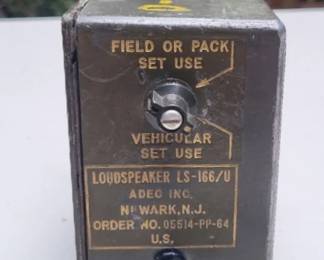 FIELD OR PACK
SET USE
VEHICULAR
SET USE
LOUDSPEAKER LS-166/U
ADEC INC.
NEWARK, N.J.
ORDER NO. 05514-PP-64
U.S.